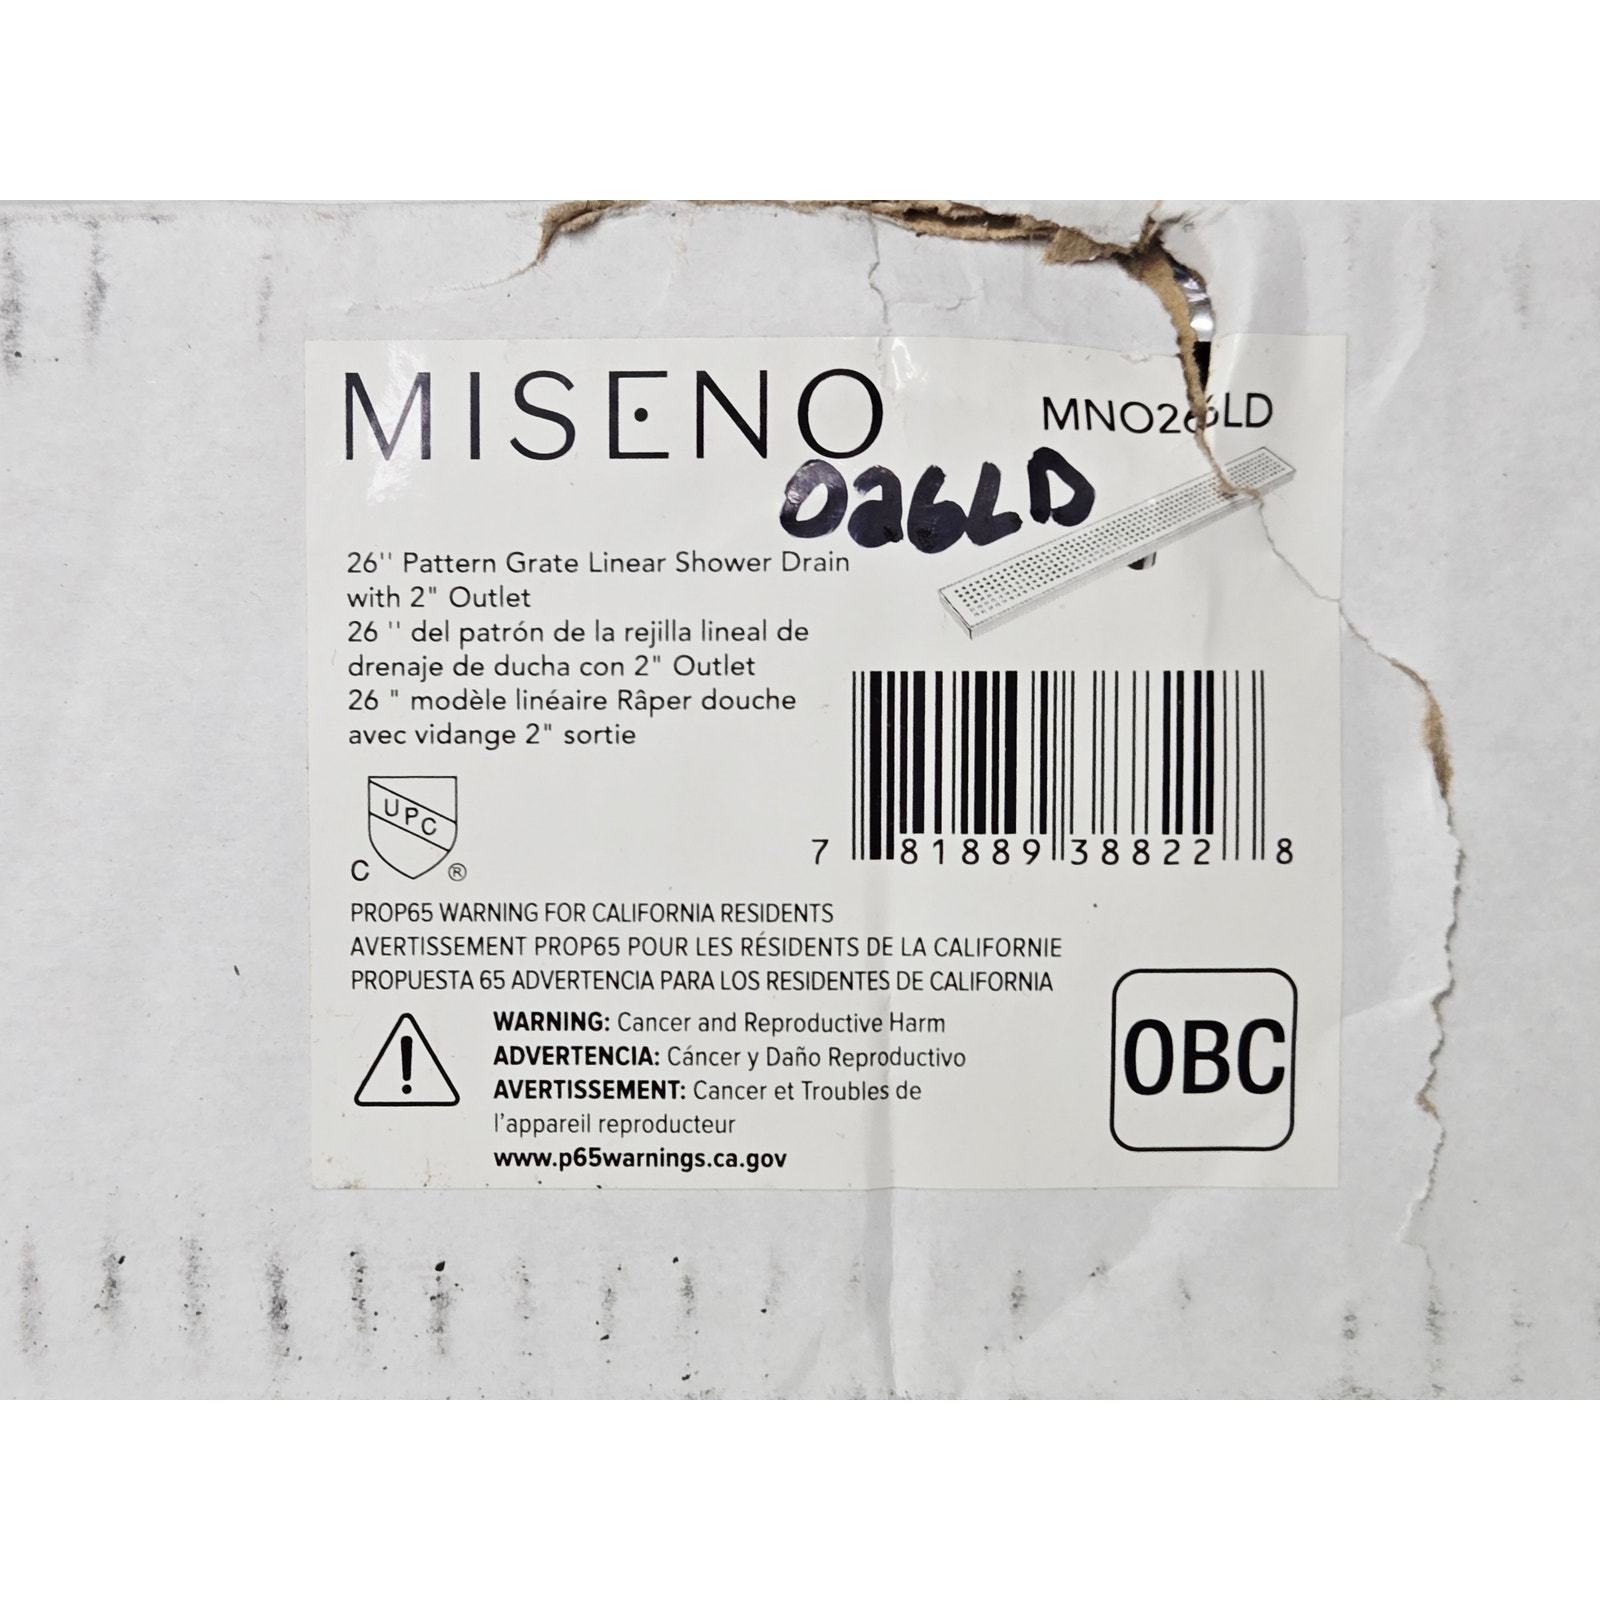 MISENO
MNO26LD
026LD
26'' Pattern Grate Linear Shower Drain
with 2" Outlet
26 '' del patrón de la rejilla lineal de
drenaje de ducha con 2" Outlet
26 " modèle linéaire Râper douche
avec vidange 2" sortie
UPC
C ®
7 81889 38822 8
PROP65 WARNING FOR CALIFORNIA RESIDENTS
AVERTISSEMENT PROP65 POUR LES RÉSIDENTS DE LA CALIFORNIE
PROPUESTA 65 ADVERTENCIA PARA LOS RESIDENTES DE CALIFORNIA
WARNING: Cancer and Reproductive Harm
ADVERTENCIA: Cáncer y Daño Reproductivo
AVERTISSEMENT: Cancer et Troubles de
l'appareil reproducteur
www.p65warnings.ca.gov
OBC